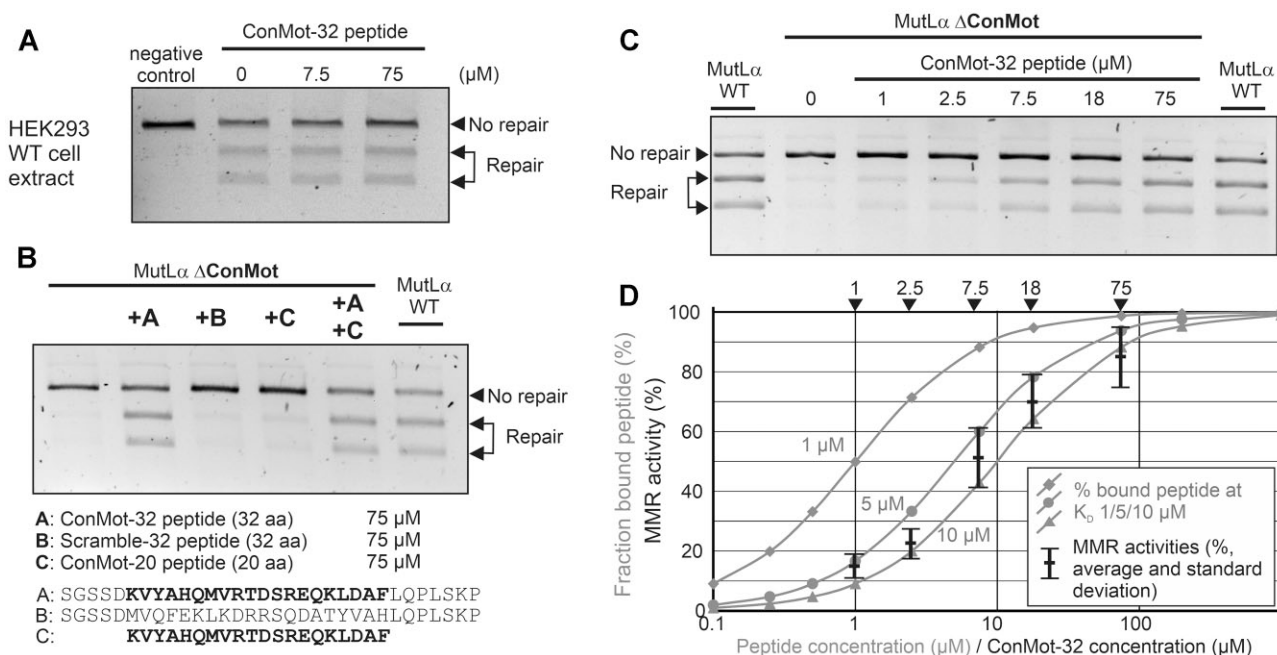 A
ConMot-32 peptide
negative
control
0 7.5 75 (μM)
HEK293
WT cell
extract
No repair
Repair
B
MutLα ΔConMot
MutLα
WT
+A +B +C +A
+C
No repair
Repair
A: ConMot-32 peptide (32 aa) 75 μM
B: Scramble-32 peptide (32 aa) 75 μM
C: ConMot-20 peptide (20 aa) 75 μM
A: SGSSDKVYAHQMVRTDSREQKLDAFLQPLSKP
B: SGSSDMVQFEKLKDRRSQDATYVAHLQPLSKP
C: KVYAHQMVRTDSREQKLDAF
C
MutLα ΔConMot
MutLα
WT
ConMot-32 peptide (μM)
MutLα
WT
0 1 2.5 7.5 18 75
No repair
Repair
D
1 2.5 7.5 18 75
Fraction bound peptide (%)
MMR activity (%)
100
90
80
70
60
50
40
30
20
10
0
0.1 1 10 100
1 μM
5 μM
10 μM
% bound peptide at
KD 1/5/10 μM
MMR activities (%,
average and standard
deviation)
Peptide concentration (μM) / ConMot-32 concentration (μM)